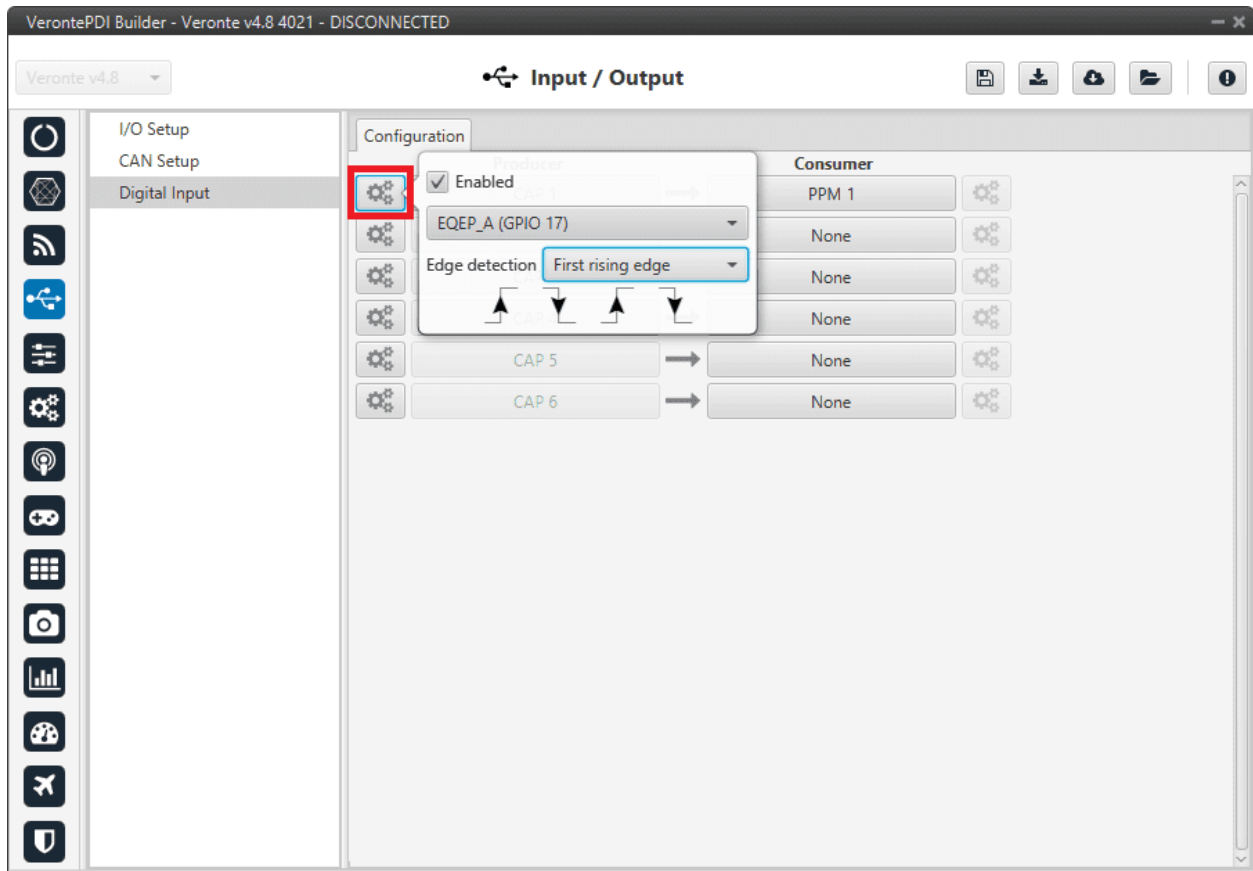 VerontePDI Builder - Veronte v4.8 4021 - DISCONNECTED
Veronte v4.8
Input / Output
I/O Setup
CAN Setup
Digital Input
Configuration
Producer Consumer
Enabled
CAP 1 PPM 1
EQEP_A (GPIO 17)
None
Edge detection First rising edge
None
CAP 4 None
CAP 5 None
CAP 6 None